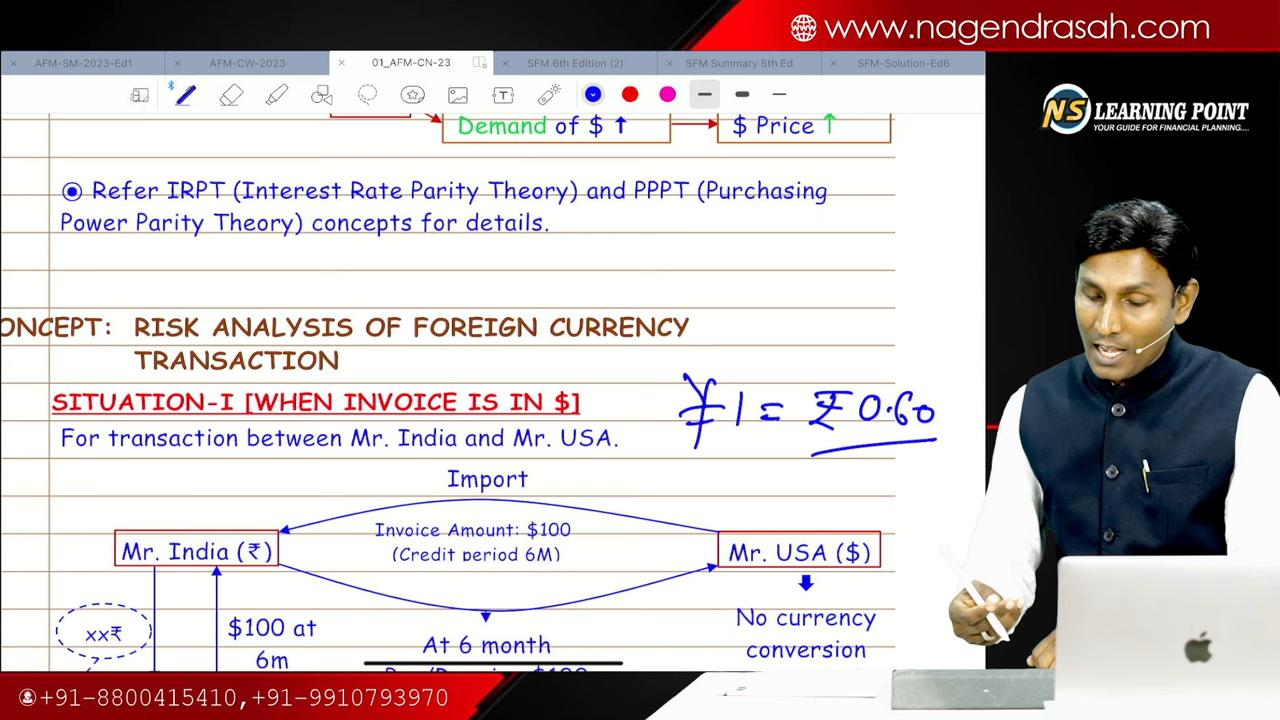 www.nagendrasah.com
AFM-SM-2023-Ed1
AFM-CW-2023
01_AFM-CN-23
SFM 6th Edition (2)
SFM Summary 5th Ed
SFM-Solution-Ed6
NS LEARNING POINT
YOUR GUIDE FOR FINANCIAL PLANNING....
Demand of $ ↑
$ Price ↑
Refer IRPT (Interest Rate Parity Theory) and PPPT (Purchasing
Power Parity Theory) concepts for details.
ONCEPT: RISK ANALYSIS OF FOREIGN CURRENCY
TRANSACTION
SITUATION-I [WHEN INVOICE IS IN $]
¥1 = ₹0.60
For transaction between Mr. India and Mr. USA.
Import
Invoice Amount: $100
(Credit period 6M)
Mr. India (₹)
Mr. USA ($)
xx₹
$100 at
6m
At 6 month
No currency
conversion
+91-8800415410,+91-9910793970